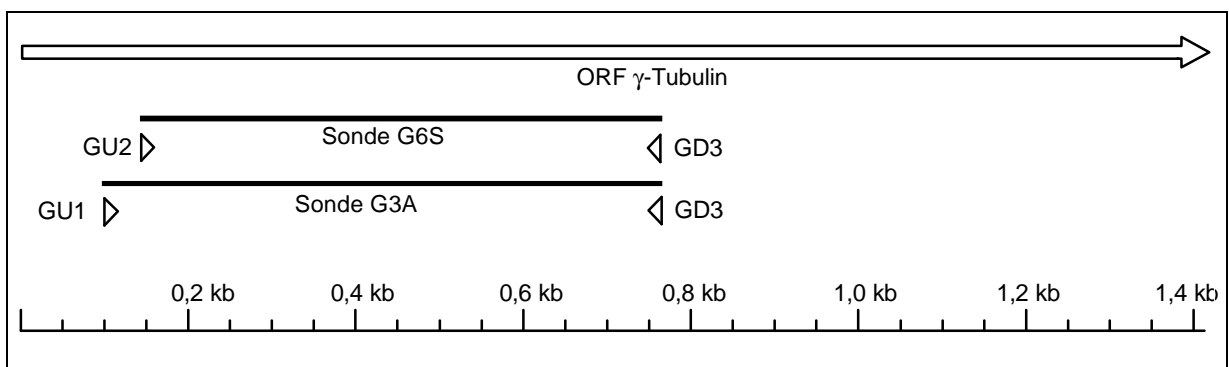 ORF γ-Tubulin
Sonde G6S
GU2 GD3
Sonde G3A
GU1 GD3
0,2 kb 0,4 kb 0,6 kb 0,8 kb 1,0 kb 1,2 kb 1,4 kb